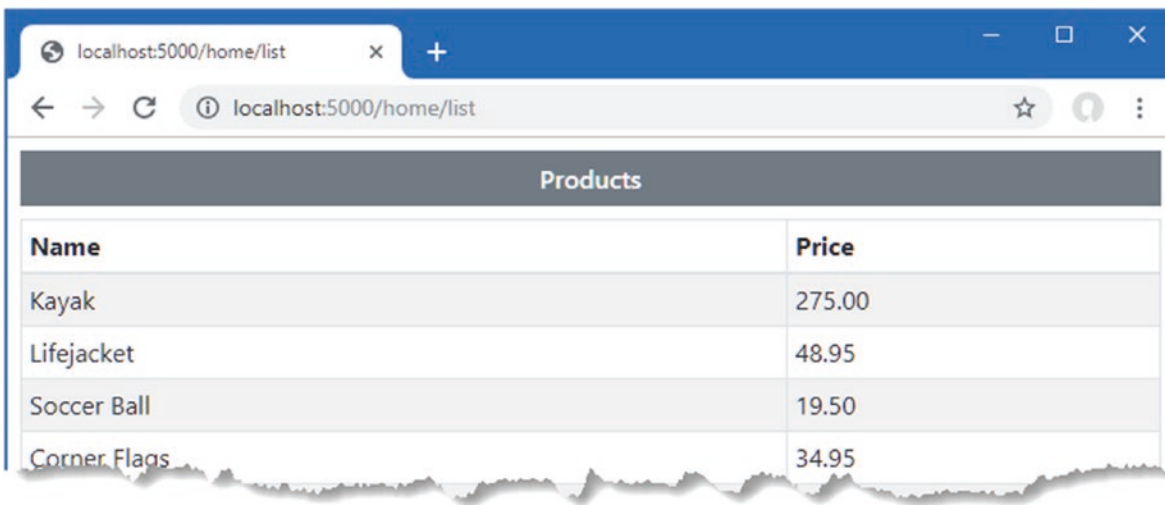 localhost:5000/home/list
localhost:5000/home/list
Products
Name Price
Kayak 275.00
Lifejacket 48.95
Soccer Ball 19.50
Corner Flags 34.95